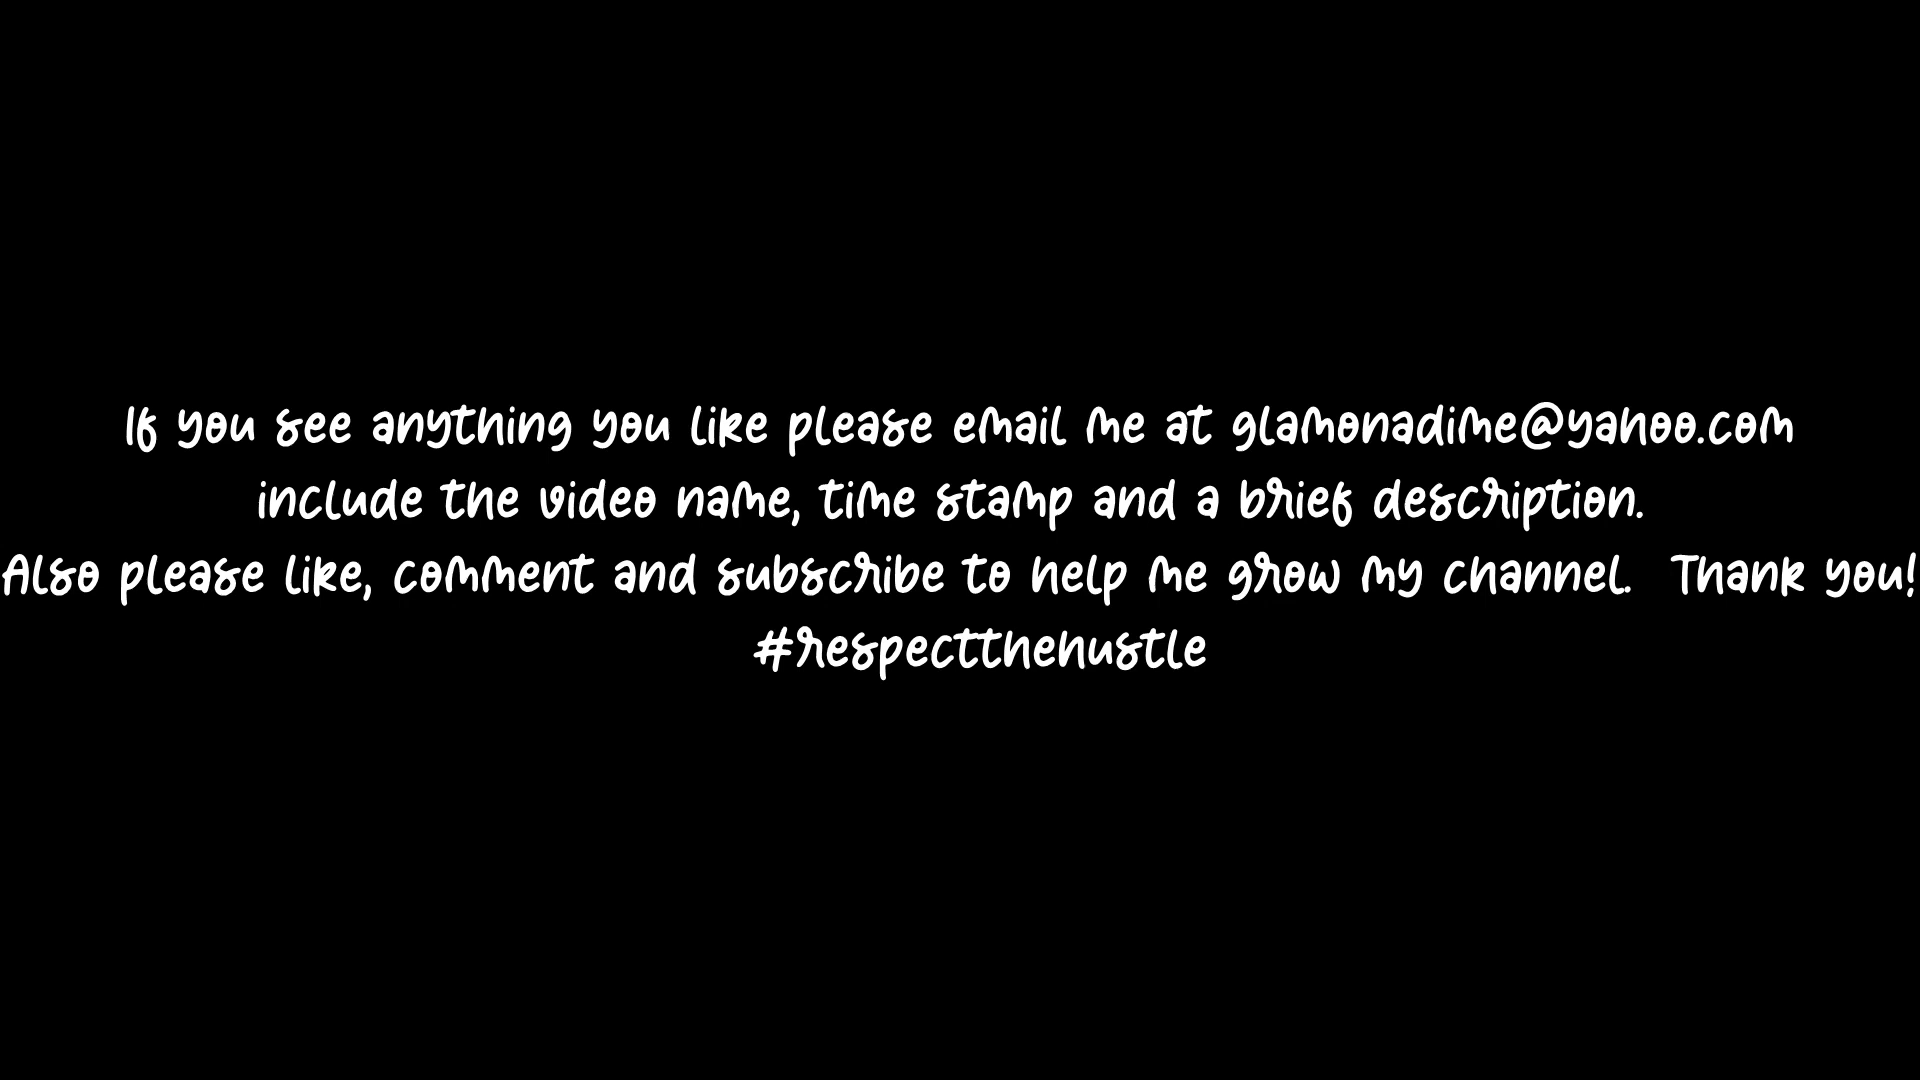 If you see anything you like please email me at glamonadime@yahoo.com
include the video name, time stamp and a brief description.
Also please like, comment and subscribe to help me grow my channel.  Thank you!
#respectthehustle